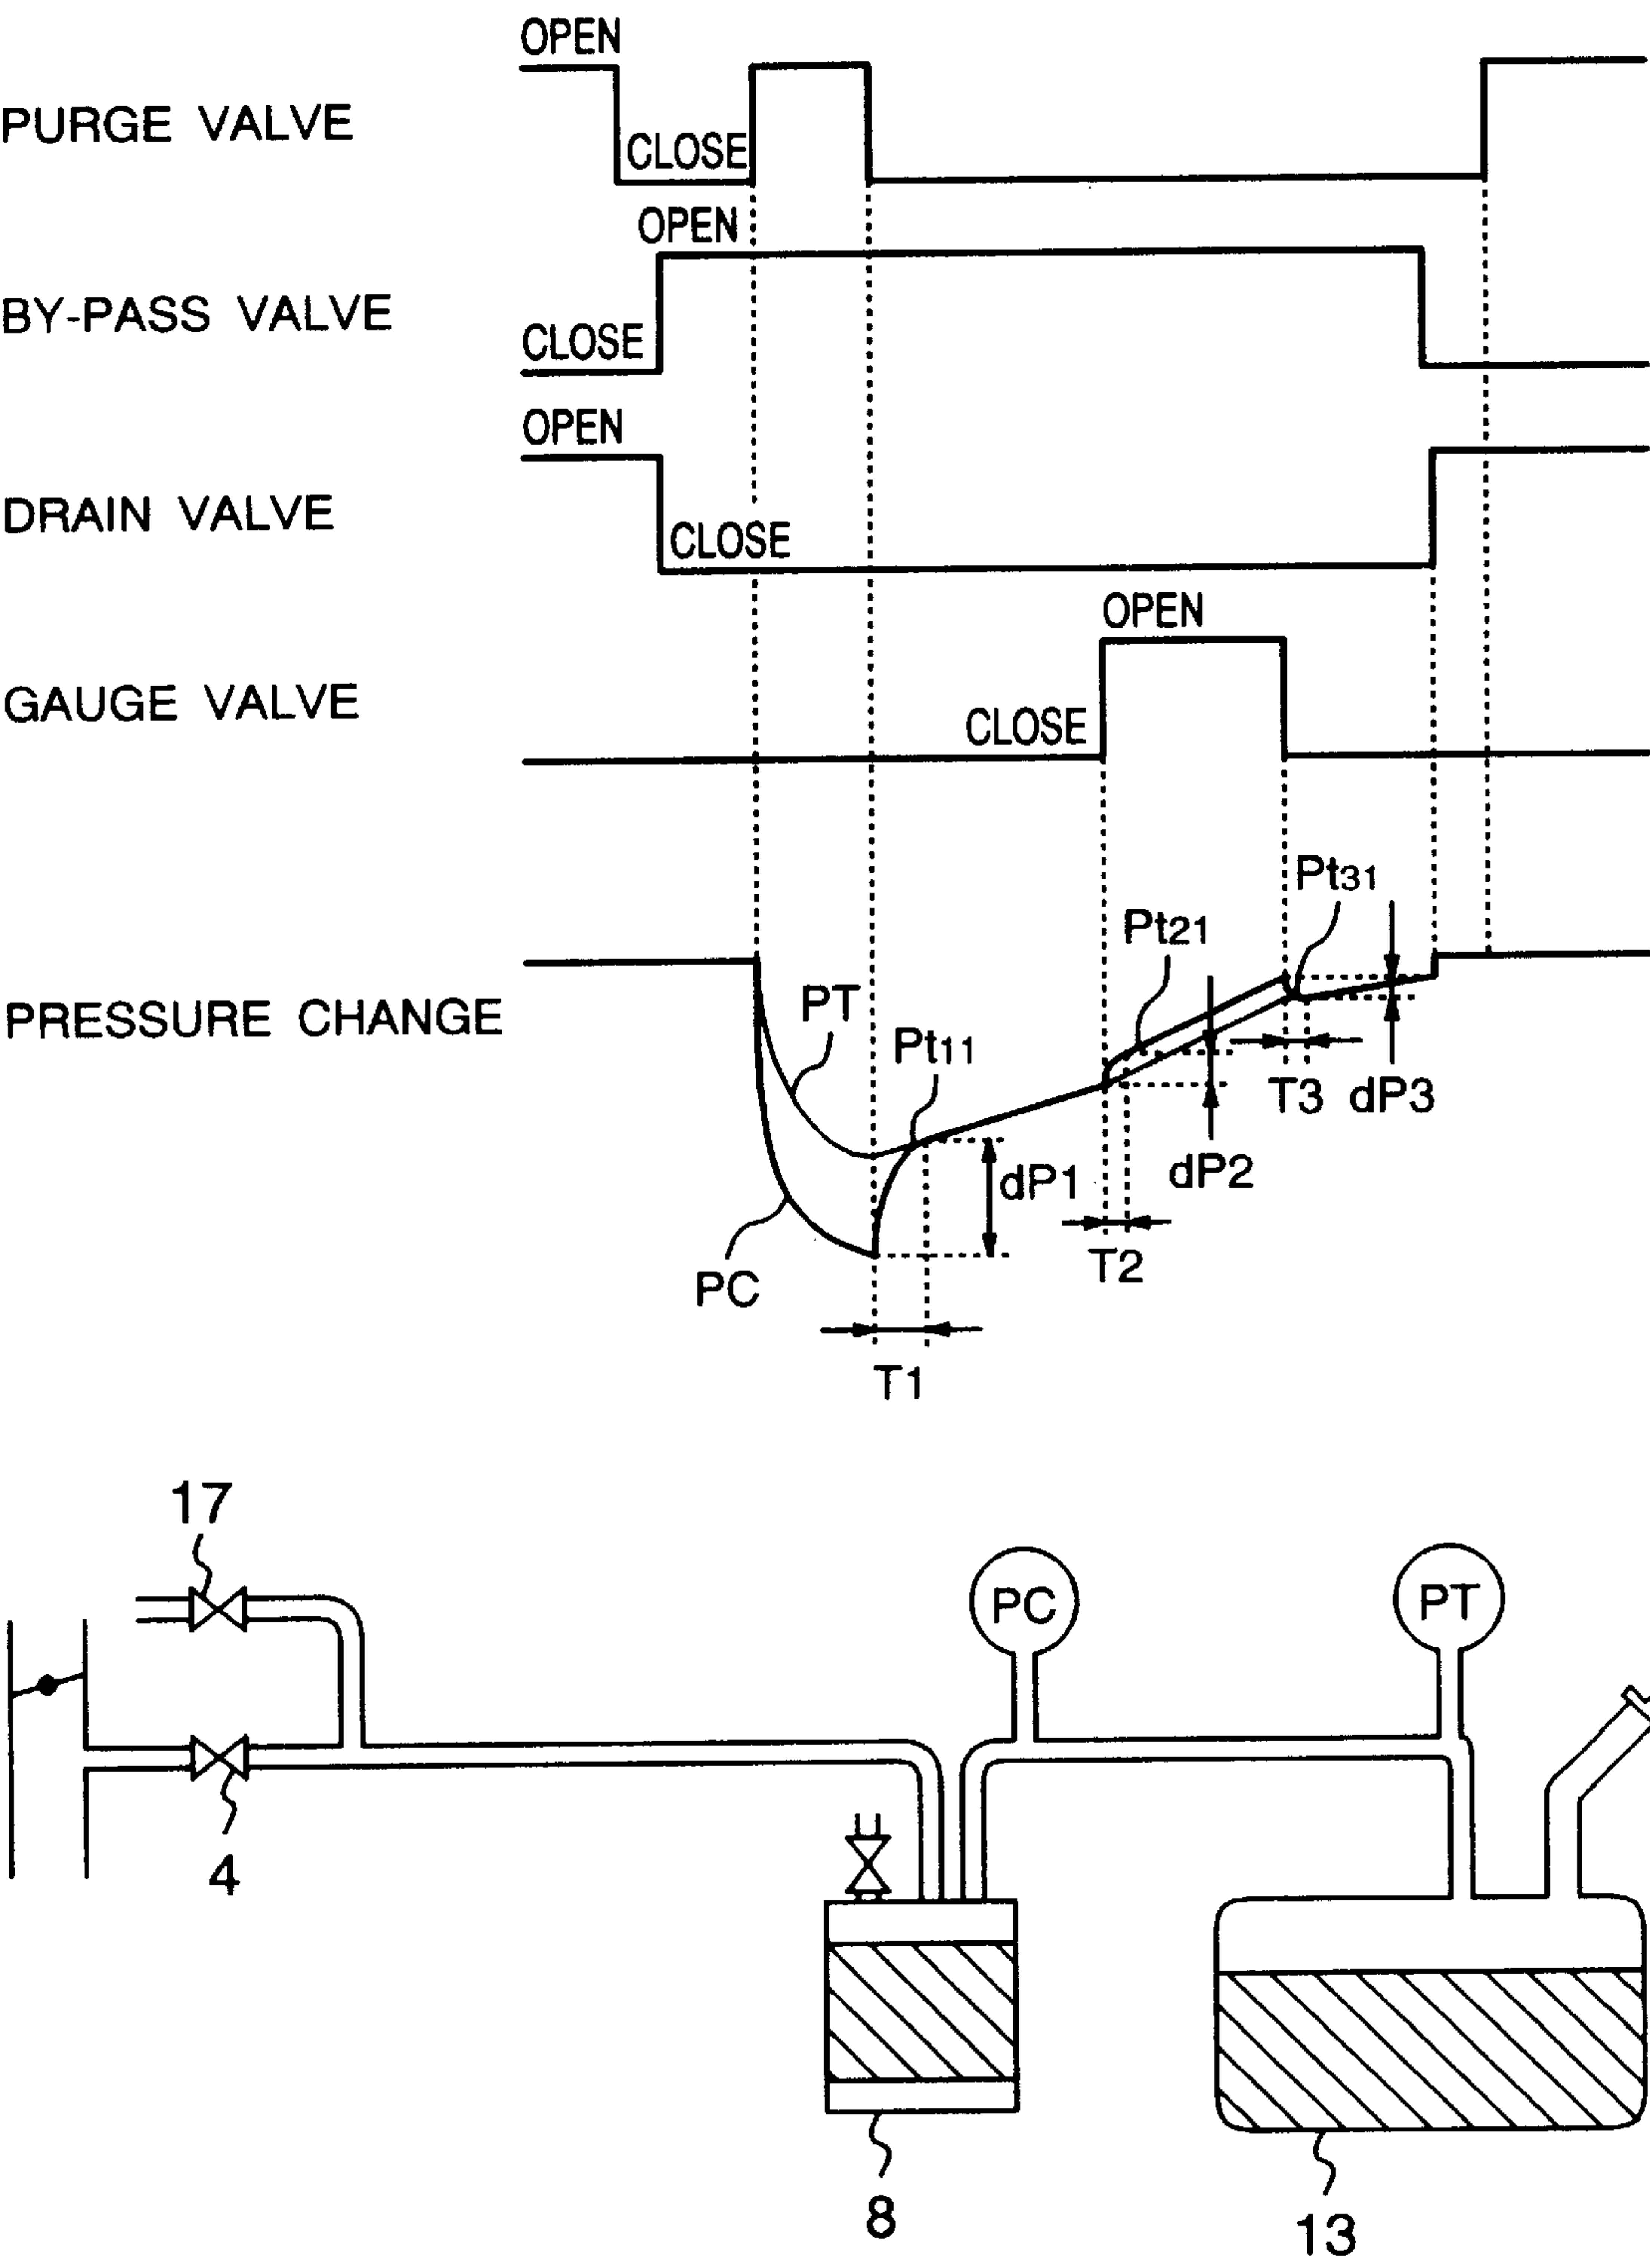 OPEN
PURGE VALVE
CLOSE
OPEN
BY-PASS VALVE
CLOSE
OPEN
DRAIN VALVE
CLOSE
OPEN
GAUGE VALVE
CLOSE
Pt31
Pt21
PRESSURE CHANGE
PT
Pt11
T3
dP3
dP1
dP2
T2
PC
T1
17
PC
PT
4
8
13